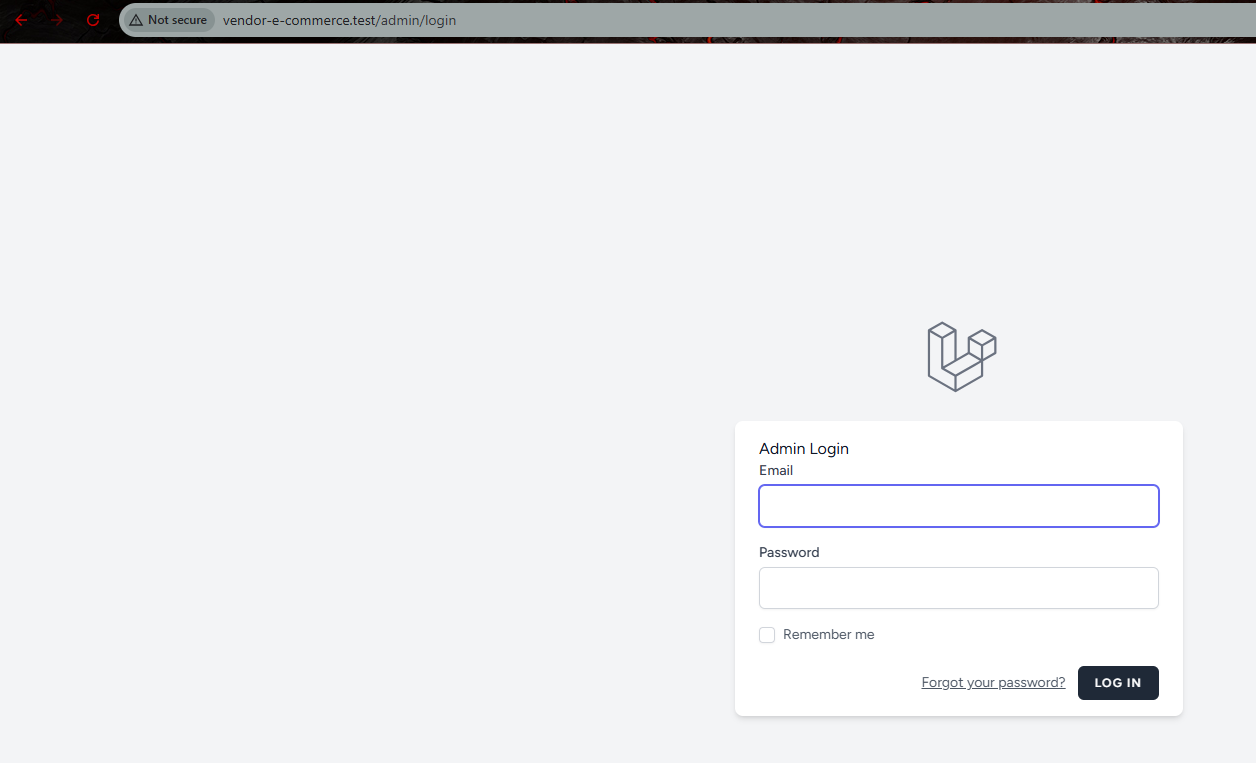 Not secure vendor-e-commerce.test/admin/login
Admin Login
Email
Password
Remember me
Forgot your password? LOG IN